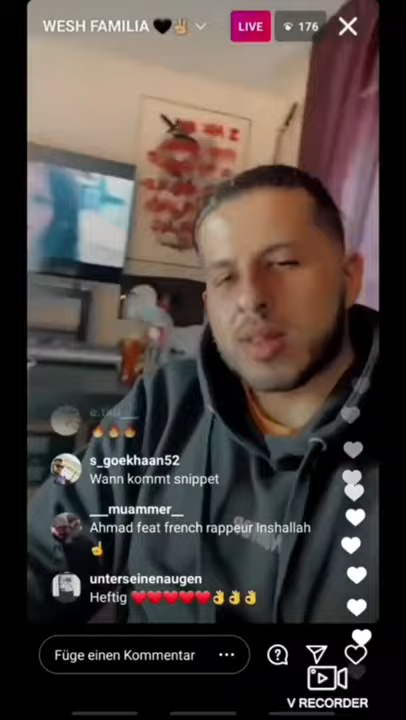 WESH FAMILIA 🖤✌🏼
LIVE
176
🔥🔥🔥
s_goekhaan52
Wann kommt snippet
___muammer__
Ahmad feat french rappeur Inshallah
☝️
unterseinenaugen
Heftig ❤️❤️❤️❤️❤️👌👌👌
Füge einen Kommentar
V RECORDER